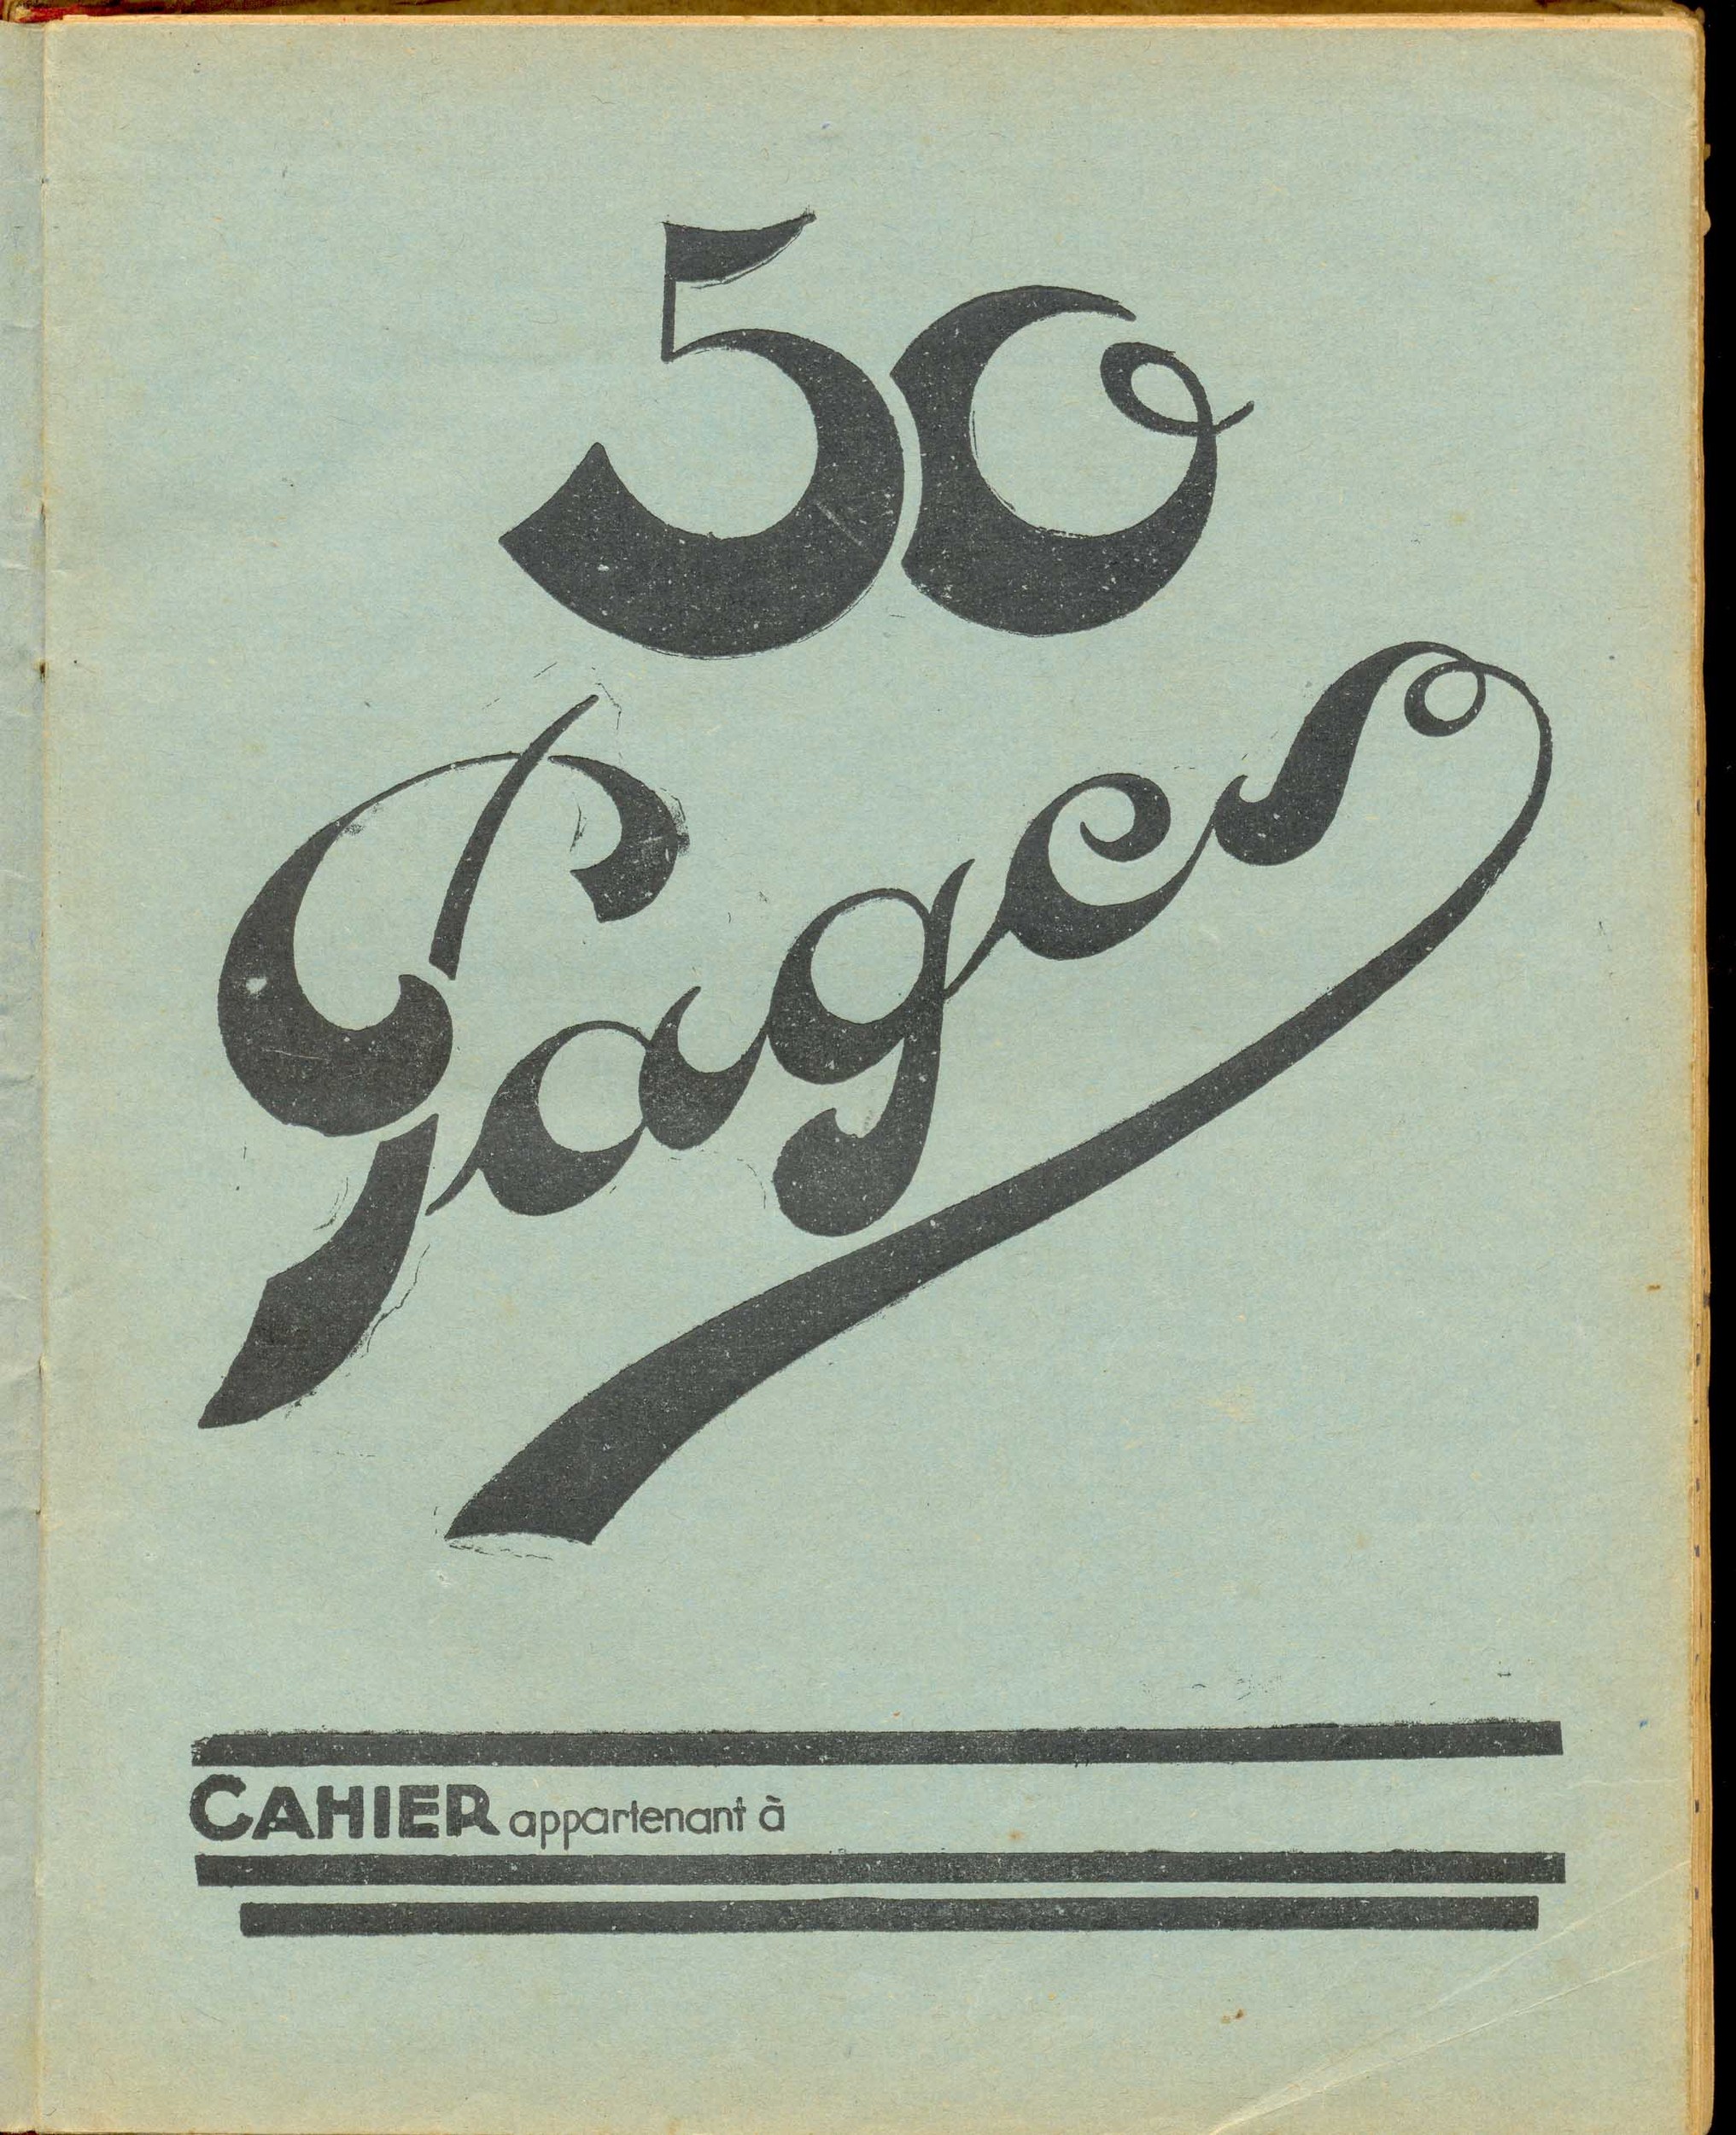 50
Pages
CAHIER appartenant à